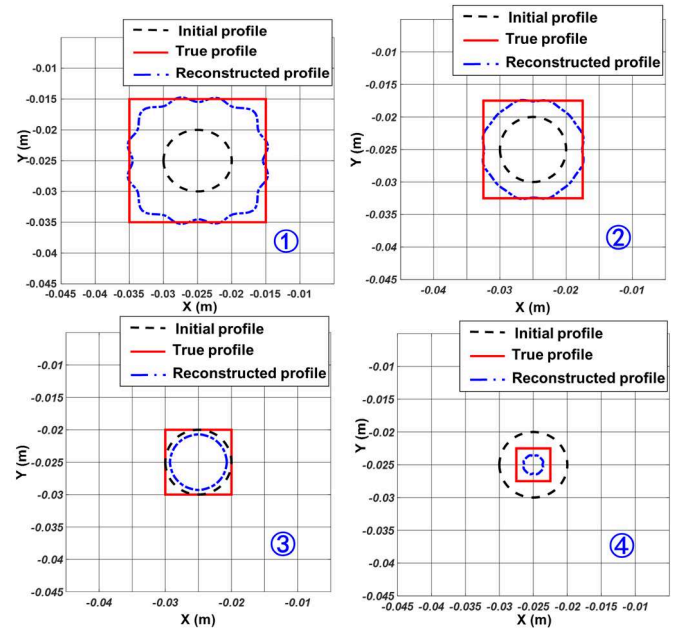 Initial profile
True profile
Reconstructed profile
-0.01
-0.015
-0.02
-0.025
-0.03
-0.035
-0.04
-0.045
Y (m)
-0.045 -0.04 -0.035 -0.03 -0.025 -0.02 -0.015 -0.01
X (m)
①
Initial profile
True profile
Reconstructed profile
-0.01
-0.015
-0.02
-0.025
-0.03
-0.035
-0.04
-0.045
Y (m)
-0.04 -0.03 -0.02 -0.01
X (m)
②
Initial profile
True profile
Reconstructed profile
-0.01
-0.015
-0.02
-0.025
-0.03
-0.035
-0.04
-0.045
Y (m)
-0.04 -0.03 -0.02 -0.01
X (m)
③
Initial profile
True profile
Reconstructed profile
-0.01
-0.015
-0.02
-0.025
-0.03
-0.035
-0.04
-0.045
Y (m)
-0.045 -0.04 -0.035 -0.03 -0.025 -0.02 -0.015 -0.01
X (m)
④